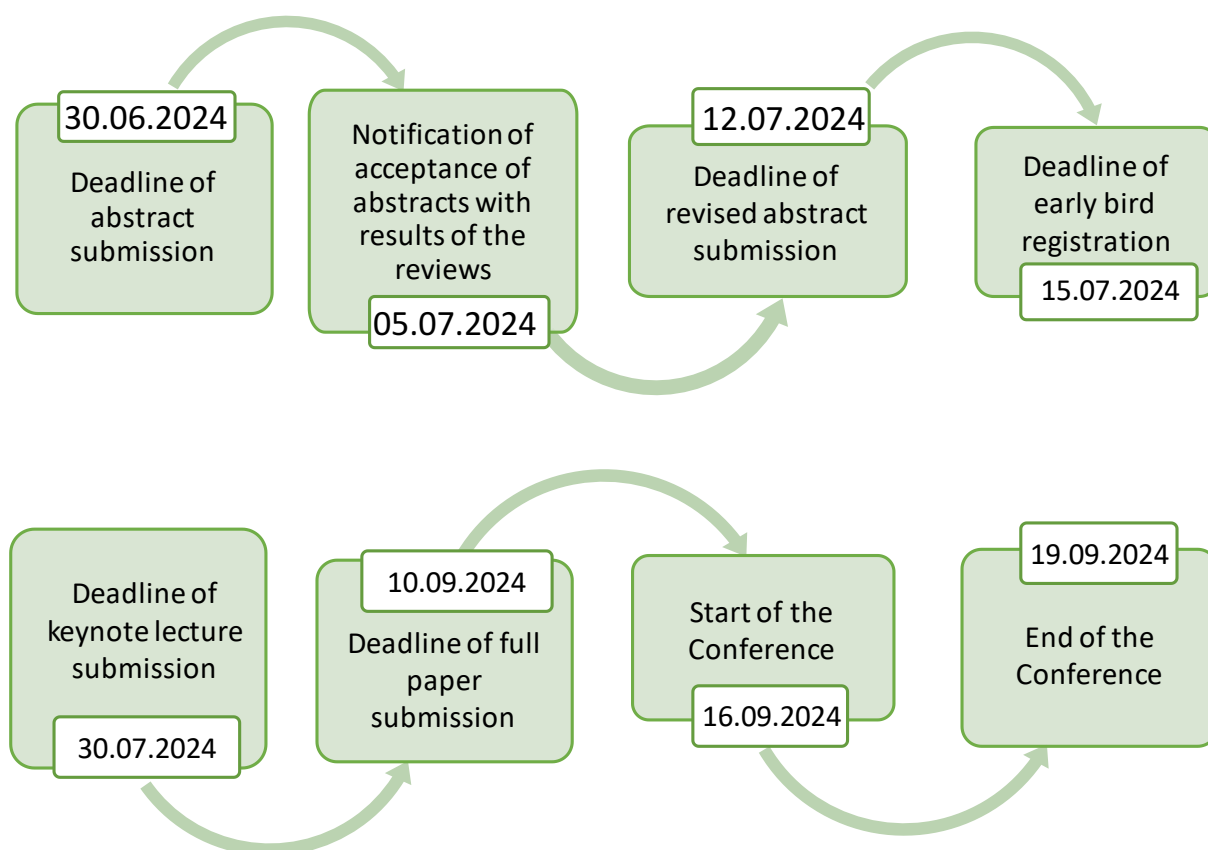 30.06.2024
Deadline of
abstract
submission
Notification of
acceptance of
abstracts with
results of the
reviews
05.07.2024
12.07.2024
Deadline of
revised abstract
submission
Deadline of
early bird
registration
15.07.2024
Deadline of
keynote lecture
submission
30.07.2024
10.09.2024
Deadline of full
paper
submission
Start of the
Conference
16.09.2024
19.09.2024
End of the
Conference